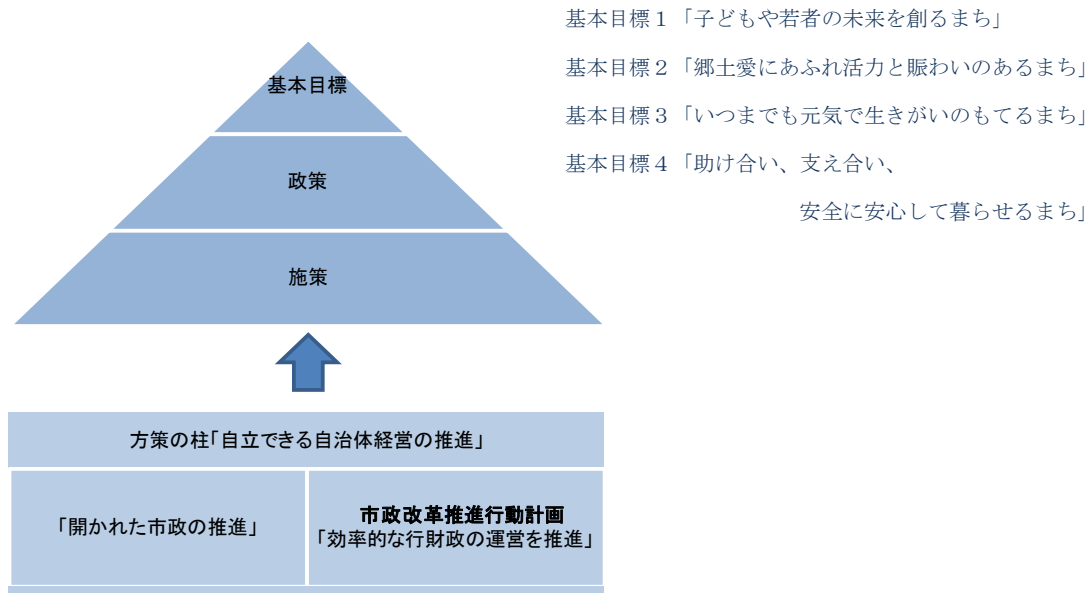 基本目標１「子どもや若者の未来を創るまち」
基本目標２「郷土愛にあふれ活力と賑わいのあるまち」
基本目標３「いつまでも元気で生きがいのもてるまち」
基本目標４「助け合い、支え合い、
安全に安心して暮らせるまち」
基本目標
政策
施策
方策の柱「自立できる自治体経営の推進」
「開かれた市政の推進」
市政改革推進行動計画
「効率的な行財政の運営を推進」